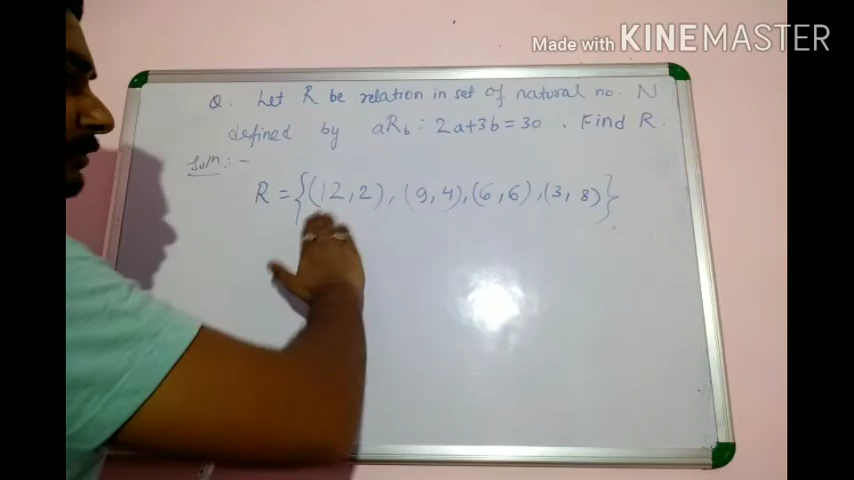 Made with KINEMASTER
Q. Let R be relation in set of natural no. N
defined by aRb : 2a+3b=30 . Find R.
Soln :-
R = {(12,2), (9,4), (6,6), (3,8)}